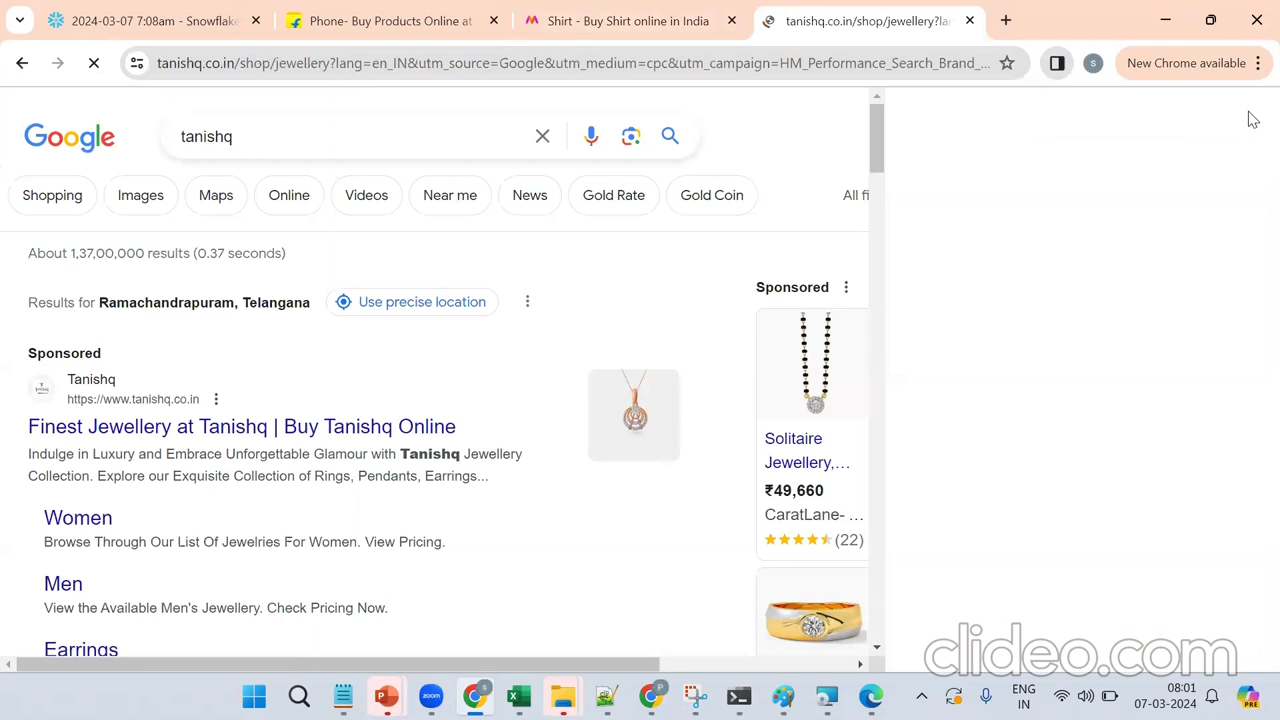 2024-03-07 7:08am - Snowflake
Phone- Buy Products Online at
Shirt - Buy Shirt online in India
tanishq.co.in/shop/jewellery?lan
tanishq.co.in/shop/jewellery?lang=en_IN&utm_source=Google&utm_medium=cpc&utm_campaign=HM_Performance_Search_Brand_...
s
New Chrome available
Google
tanishq
Shopping
Images
Maps
Online
Videos
Near me
News
Gold Rate
Gold Coin
All fi
About 1,37,00,000 results (0.37 seconds)
Results for Ramachandrapuram, Telangana
Use precise location
Sponsored
Sponsored
Tanishq
https://www.tanishq.co.in
Finest Jewellery at Tanishq | Buy Tanishq Online
Indulge in Luxury and Embrace Unforgettable Glamour with Tanishq Jewellery
Collection. Explore our Exquisite Collection of Rings, Pendants, Earrings...
Women
Browse Through Our List Of Jewelries For Women. View Pricing.
Men
View the Available Men's Jewellery. Check Pricing Now.
Earrings
Solitaire
Jewellery,...
₹49,660
CaratLane- ...
(22)
clideo.com
zoom
ENG
IN
08:01
07-03-2024
PRE